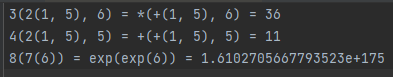 3(2(1, 5), 6) = *(+(1, 5), 6) = 36
4(2(1, 5), 5) = +(+(1, 5), 5) = 11
8(7(6)) = exp(exp(6)) = 1.6102705667793523e+175